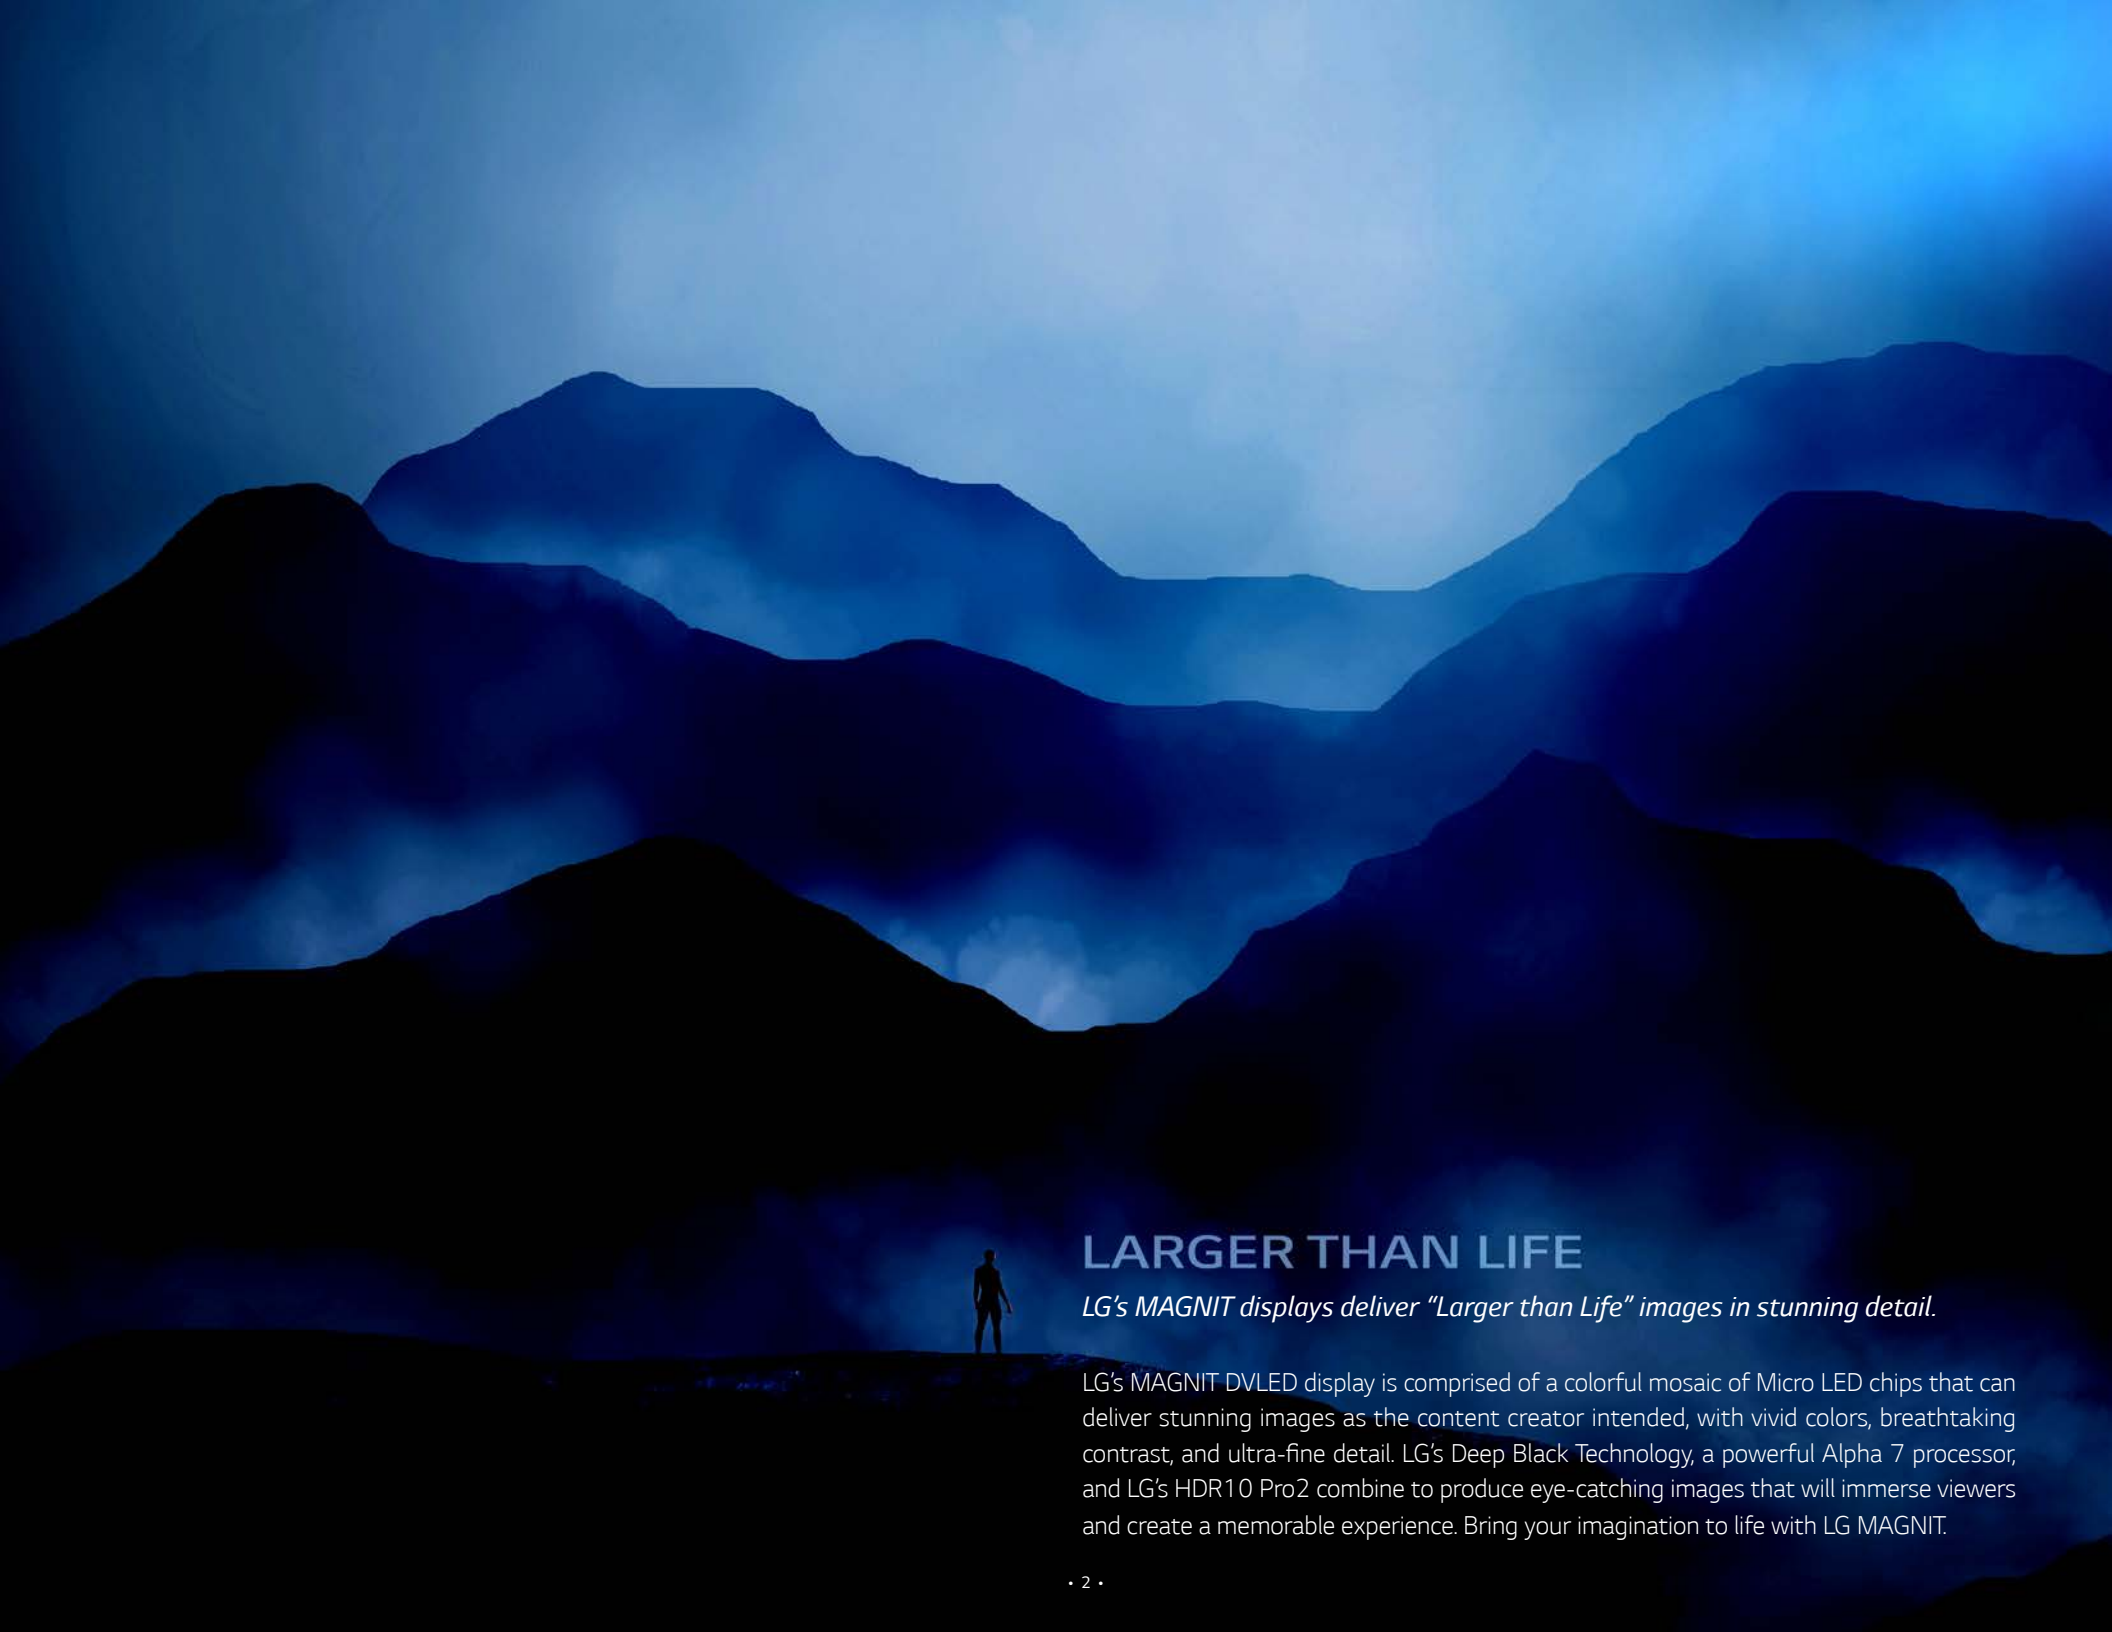 LARGER THAN LIFE
LG’s MAGNIT displays deliver “Larger than Life” images in stunning detail.
LG’s MAGNIT DVLED display is comprised of a colorful mosaic of Micro LED chips that can
deliver stunning images as the content creator intended, with vivid colors, breathtaking
contrast, and ultra-fine detail. LG’s Deep Black Technology, a powerful Alpha 7 processor,
and LG’s HDR10 Pro2 combine to produce eye-catching images that will immerse viewers
and create a memorable experience. Bring your imagination to life with LG MAGNIT.
• 2 •